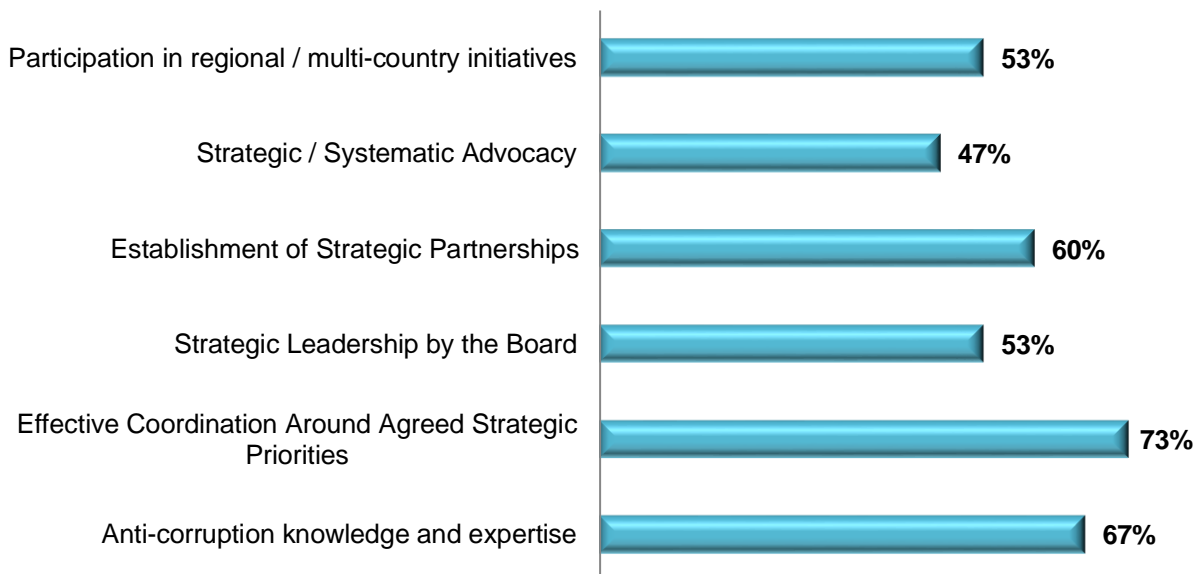 Participation in regional / multi-country initiatives
53%
Strategic / Systematic Advocacy
47%
Establishment of Strategic Partnerships
60%
Strategic Leadership by the Board
53%
Effective Coordination Around Agreed Strategic
Priorities
73%
Anti-corruption knowledge and expertise
67%